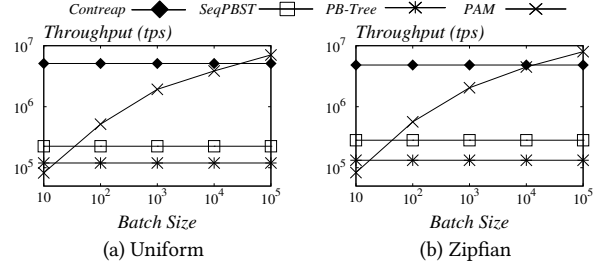 Contreap SeqPBST PB-Tree PAM
Throughput (tps) Throughput (tps)
10^7 10^7
10^6 10^6
10^5 10^5
10 10^2 10^3 10^4 10^5 10 10^2 10^3 10^4 10^5
Batch Size Batch Size
(a) Uniform (b) Zipfian